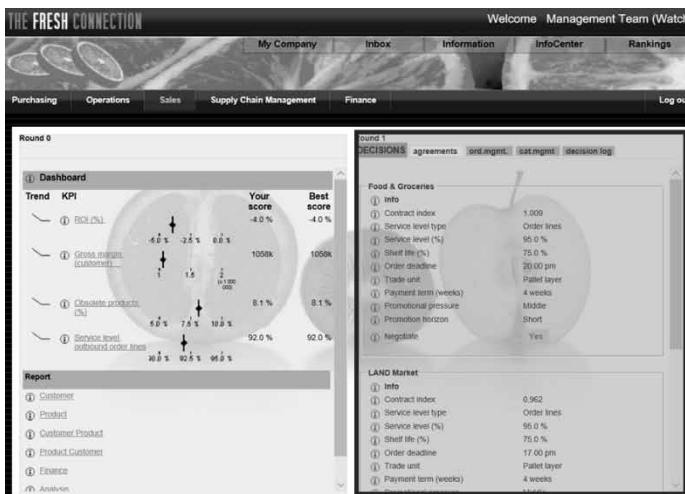 THE FRESH CONNECTION
Welcome Management Team (Watch
My Company Inbox Information InfoCenter Rankings
Purchasing Operations Sales Supply Chain Management Finance Log ou
Round 0
Dashboard
Trend KPI Your score Best score
ROI (%) -4.0 % -4.0 %
-5.0 % -2.5 % 0.0 %
Gross margin (customer) 1058k 1058k
1 1.5 2
(x 1 000 000)
Obsolete products (%) 8.1 % 8.1 %
5.0 % 7.5 % 10.0 %
Service level outbound order lines 92.0 % 92.0 %
90.0 % 92.5 % 95.0 %
Report
Customer
Product
Customer Product
Product Customer
Finance
Analysis
ound 1
DECISIONS agreements ord.mgmt. cat.mgmt decision log
Food & Groceries
Info
Contract index 1.009
Service level type Order lines
Service level (%) 95.0 %
Shelf life (%) 75.0 %
Order deadline 20.00 pm
Trade unit Pallet layer
Payment term (weeks) 4 weeks
Promotional pressure Middle
Promotion horizon Short
Negotiate Yes
LAND Market
Info
Contract index 0.962
Service level type Order lines
Service level (%) 95.0 %
Shelf life (%) 75.0 %
Order deadline 17.00 pm
Trade unit Pallet layer
Payment term (weeks) 4 weeks
Promotional pressure Middle